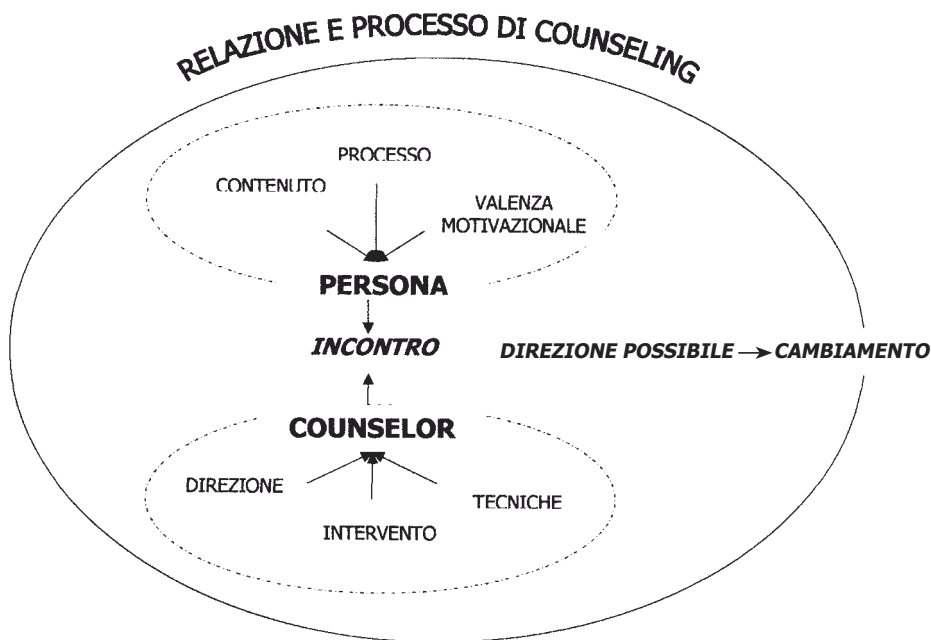 RELAZIONE E PROCESSO DI COUNSELING
PROCESSO
CONTENUTO
VALENZA
MOTIVAZIONALE
PERSONA
INCONTRO
DIREZIONE POSSIBILE → CAMBIAMENTO
COUNSELOR
DIREZIONE
TECNICHE
INTERVENTO